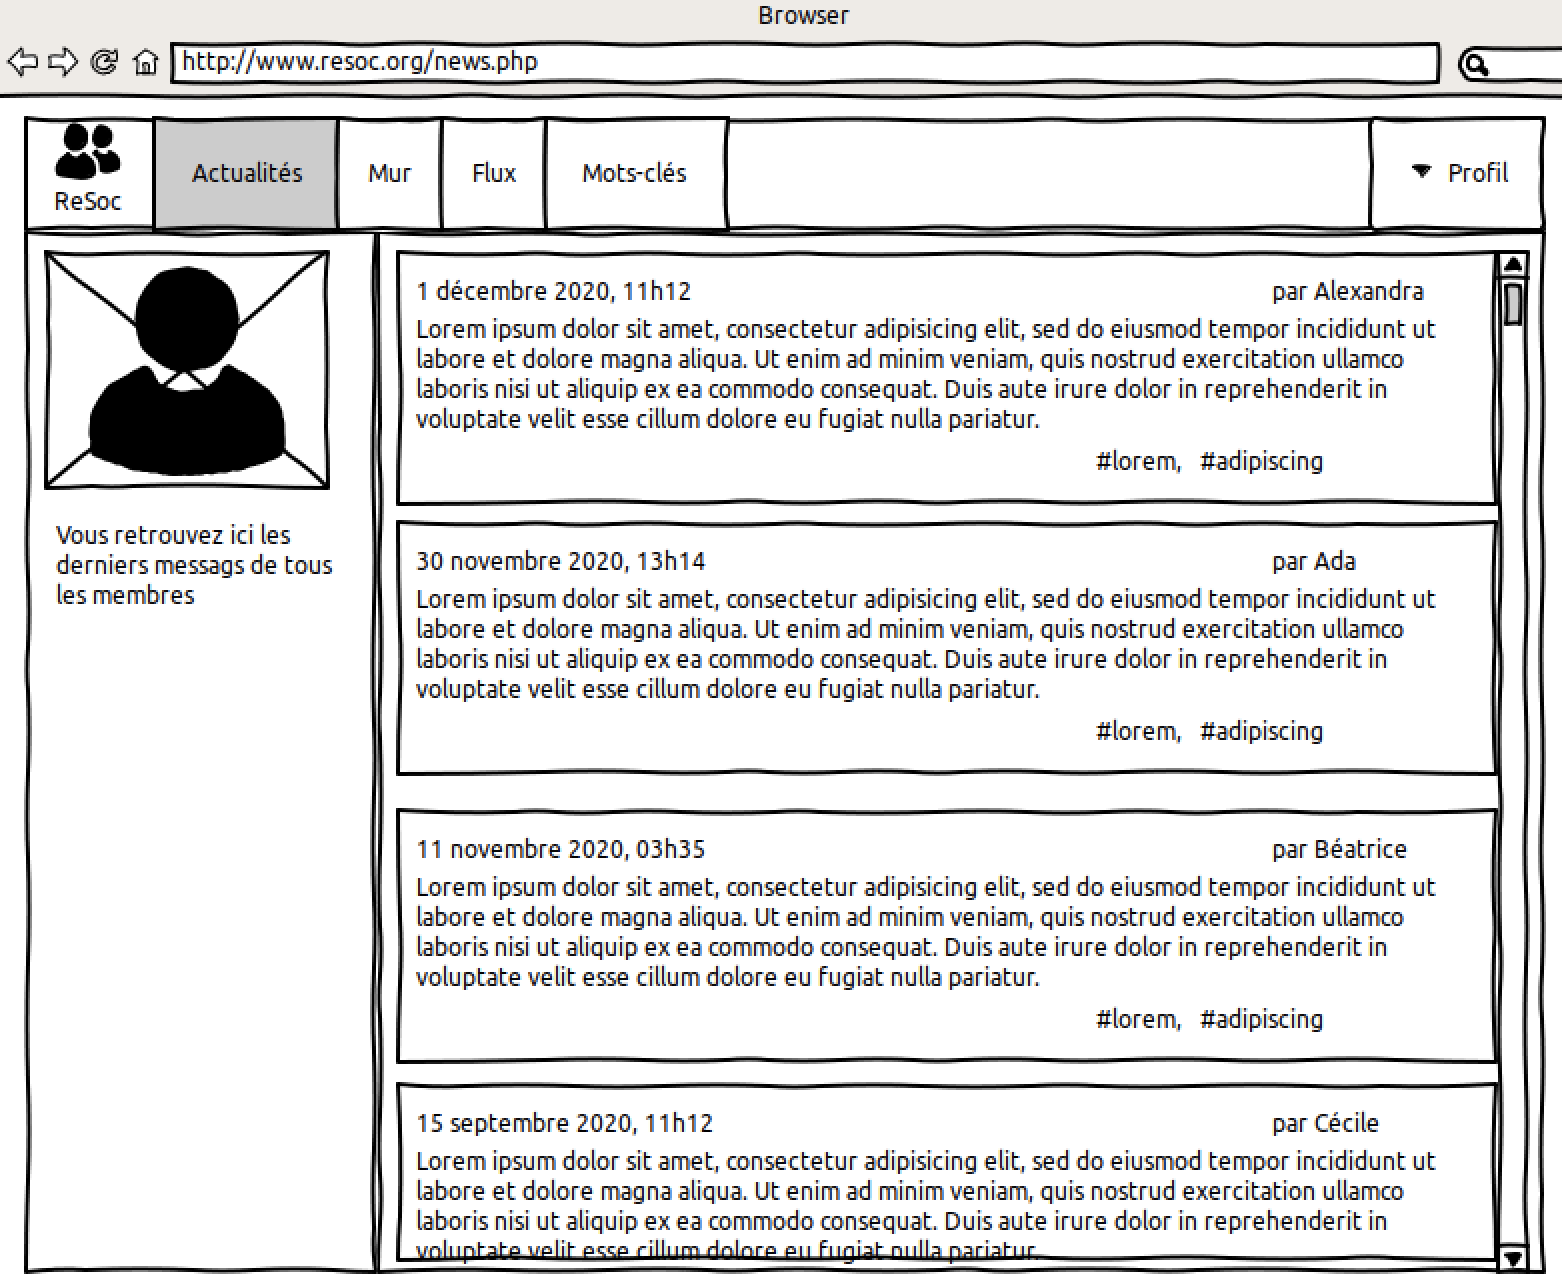 Browser
http://www.resoc.org/news.php
ReSoc
Actualités
Mur
Flux
Mots-clés
Profil
Vous retrouvez ici les
derniers messags de tous
les membres
1 décembre 2020, 11h12 par Alexandra
Lorem ipsum dolor sit amet, consectetur adipisicing elit, sed do eiusmod tempor incididunt ut
labore et dolore magna aliqua. Ut enim ad minim veniam, quis nostrud exercitation ullamco
laboris nisi ut aliquip ex ea commodo consequat. Duis aute irure dolor in reprehenderit in
voluptate velit esse cillum dolore eu fugiat nulla pariatur.
#lorem, #adipiscing
30 novembre 2020, 13h14 par Ada
Lorem ipsum dolor sit amet, consectetur adipisicing elit, sed do eiusmod tempor incididunt ut
labore et dolore magna aliqua. Ut enim ad minim veniam, quis nostrud exercitation ullamco
laboris nisi ut aliquip ex ea commodo consequat. Duis aute irure dolor in reprehenderit in
voluptate velit esse cillum dolore eu fugiat nulla pariatur.
#lorem, #adipiscing
11 novembre 2020, 03h35 par Béatrice
Lorem ipsum dolor sit amet, consectetur adipisicing elit, sed do eiusmod tempor incididunt ut
labore et dolore magna aliqua. Ut enim ad minim veniam, quis nostrud exercitation ullamco
laboris nisi ut aliquip ex ea commodo consequat. Duis aute irure dolor in reprehenderit in
voluptate velit esse cillum dolore eu fugiat nulla pariatur.
#lorem, #adipiscing
15 septembre 2020, 11h12 par Cécile
Lorem ipsum dolor sit amet, consectetur adipisicing elit, sed do eiusmod tempor incididunt ut
labore et dolore magna aliqua. Ut enim ad minim veniam, quis nostrud exercitation ullamco
laboris nisi ut aliquip ex ea commodo consequat. Duis aute irure dolor in reprehenderit in
voluptate velit esse cillum dolore eu fugiat nulla pariatur.